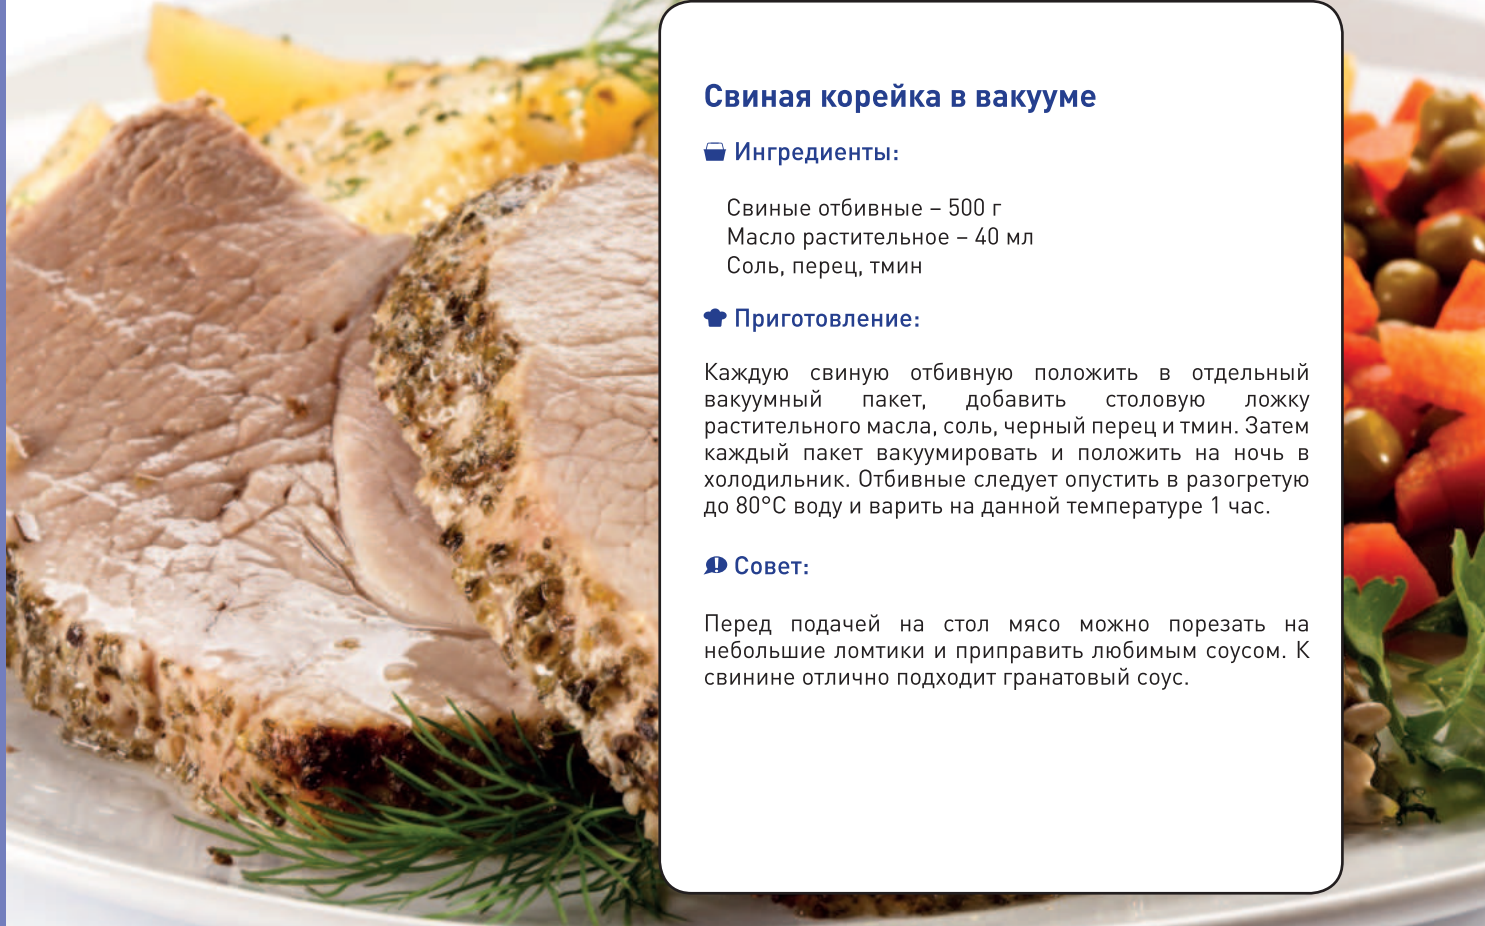 Свиная корейка в вакууме
Ингредиенты:
Свиные отбивные – 500 г
Масло растительное – 40 мл
Соль, перец, тмин
Приготовление:
Каждую свиную отбивную положить в отдельный
вакуумный пакет, добавить столовую ложку
растительного масла, соль, черный перец и тмин. Затем
каждый пакет вакуумировать и положить на ночь в
холодильник. Отбивные следует опустить в разогретую
до 80°C воду и варить на данной температуре 1 час.
Совет:
Перед подачей на стол мясо можно порезать на
небольшие ломтики и приправить любимым соусом. К
свинине отлично подходит гранатовый соус.